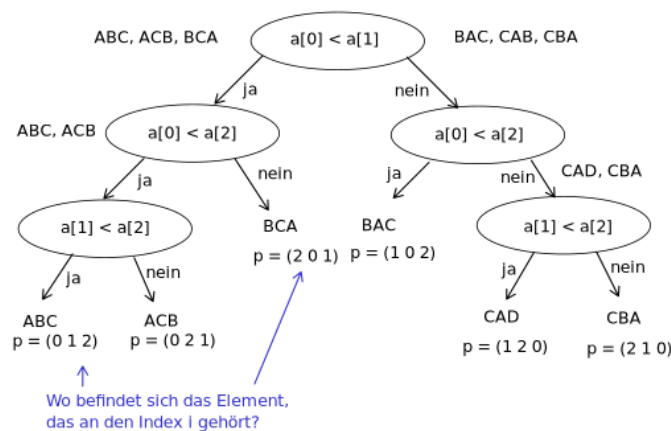 ABC, ACB, BCA
a[0] < a[1]
BAC, CAB, CBA
ja
nein
ABC, ACB
a[0] < a[2]
a[0] < a[2]
ja
nein
ja
nein
CAD, CBA
a[1] < a[2]
BCA
p = (2 0 1)
BAC
p = (1 0 2)
a[1] < a[2]
ja
nein
ja
nein
ABC
p = (0 1 2)
ACB
p = (0 2 1)
CAD
p = (1 2 0)
CBA
p = (2 1 0)
Wo befindet sich das Element,
das an den Index i gehört?